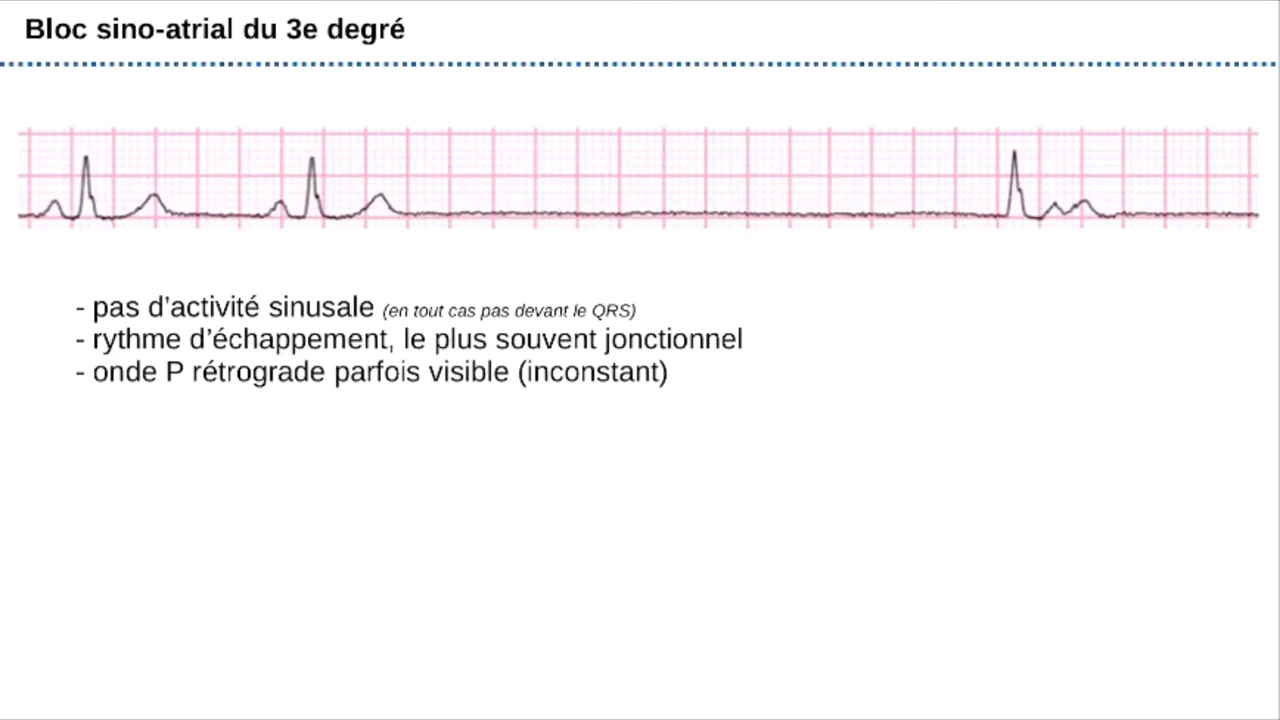 Bloc sino-atrial du 3e degré
- pas d’activité sinusale (en tout cas pas devant le QRS)
- rythme d’échappement, le plus souvent jonctionnel
- onde P rétrograde parfois visible (inconstant)